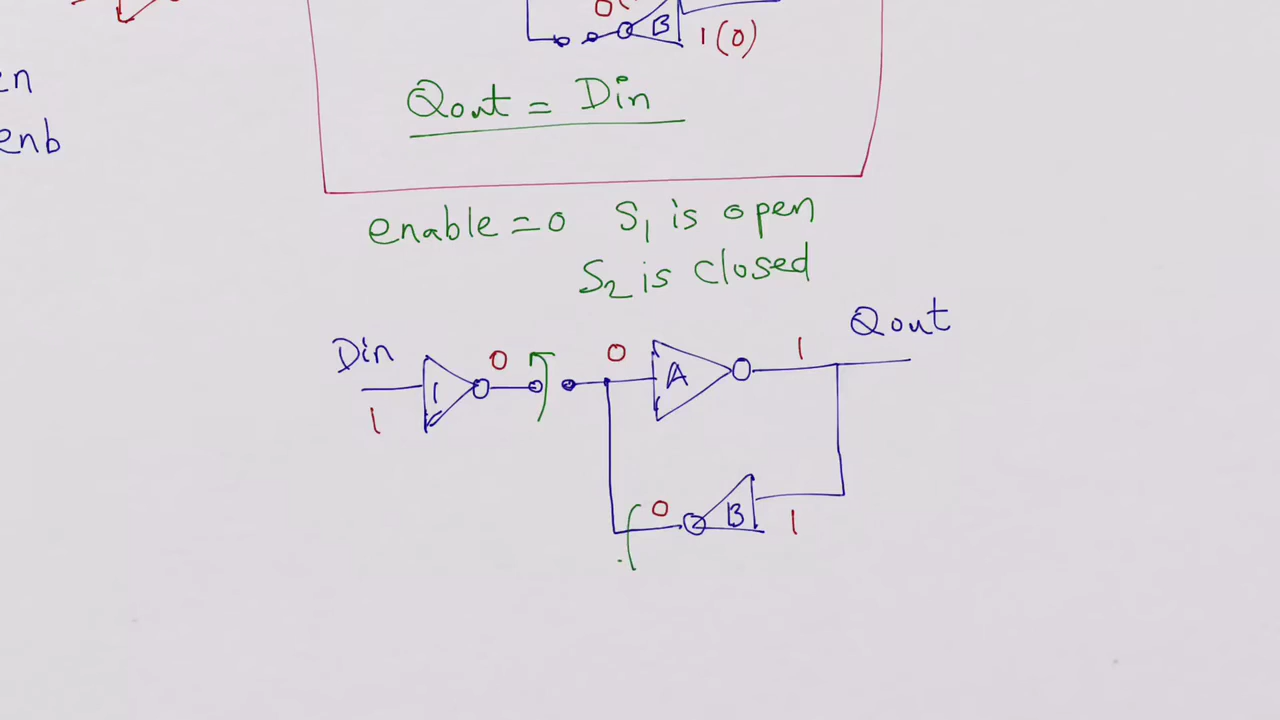 0
B 1(0)
en
Qout = Din
enb
enable = 0 S1 is open
S2 is closed
Din 0 0 A 1 Qout
1 1
0 B 1